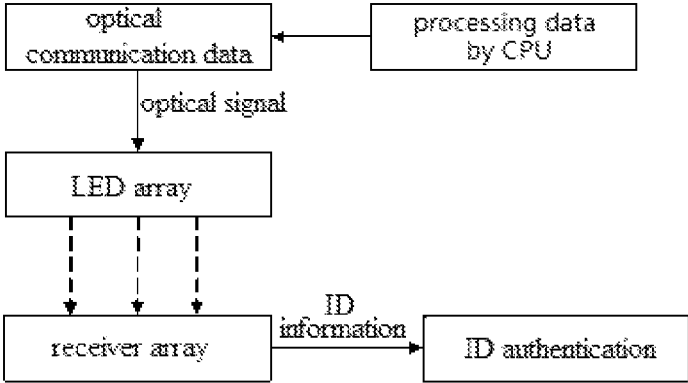 optical
communication data
processing data
by CPU
optical signal
LED array
ID
information
receiver array
ID authentication